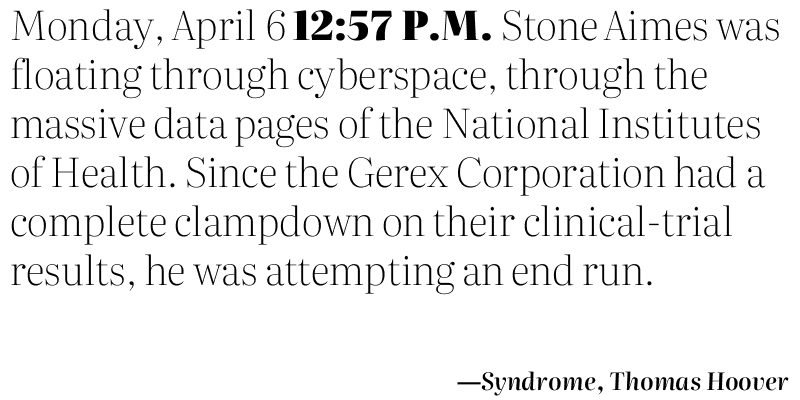 Monday, April 6 12:57 P.M. Stone Aimes was
floating through cyberspace, through the
massive data pages of the National Institutes
of Health. Since the Gerex Corporation had a
complete clampdown on their clinical-trial
results, he was attempting an end run.
—Syndrome, Thomas Hoover